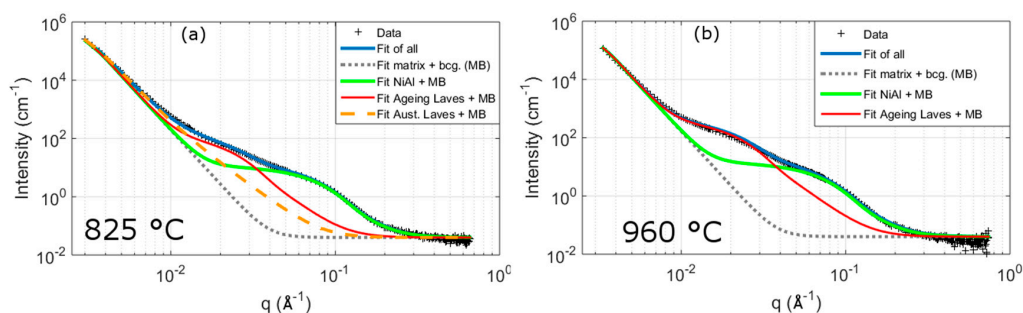 (a)
Data
Fit of all
Fit matrix + bcg. (MB)
Fit NiAl + MB
Fit Ageing Laves + MB
Fit Aust. Laves + MB
10^6
10^4
10^2
10^0
10^-2
Intensity (cm^-1)
825 °C
10^-2
10^-1
10^0
q (Å^-1)
(b)
Data
Fit of all
Fit matrix + bcg. (MB)
Fit NiAl + MB
Fit Ageing Laves + MB
10^6
10^4
10^2
10^0
10^-2
Intensity (cm^-1)
960 °C
10^-2
10^-1
10^0
q (Å^-1)